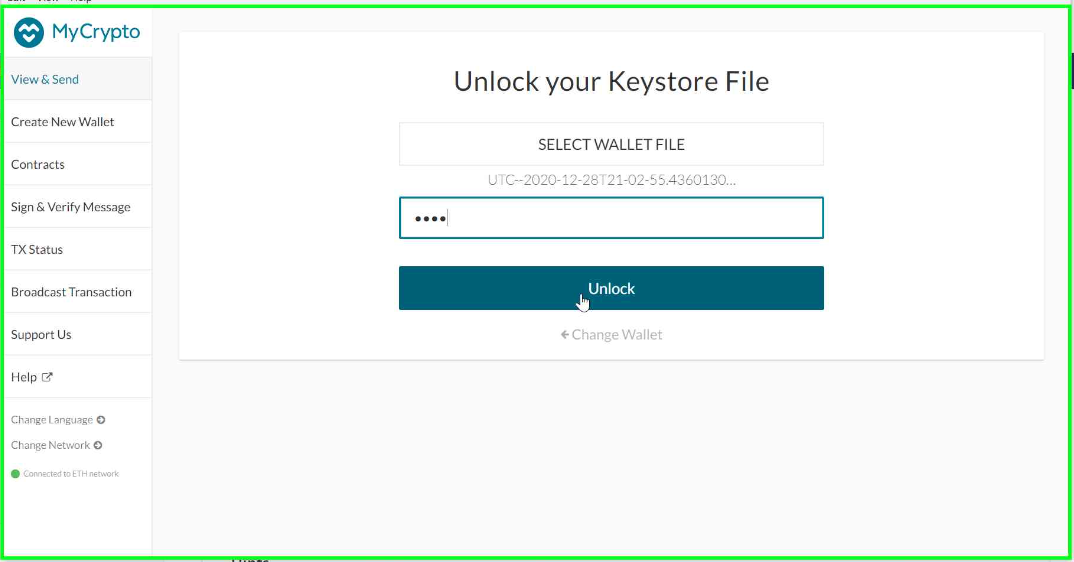 MyCrypto
View & Send
Create New Wallet
Contracts
Sign & Verify Message
TX Status
Broadcast Transaction
Support Us
Help
Change Language
Change Network
Connected to ETH network
Unlock your Keystore File
SELECT WALLET FILE
UTC--2020-12-28T21-02-55.4360130...
••••
Unlock
Change Wallet